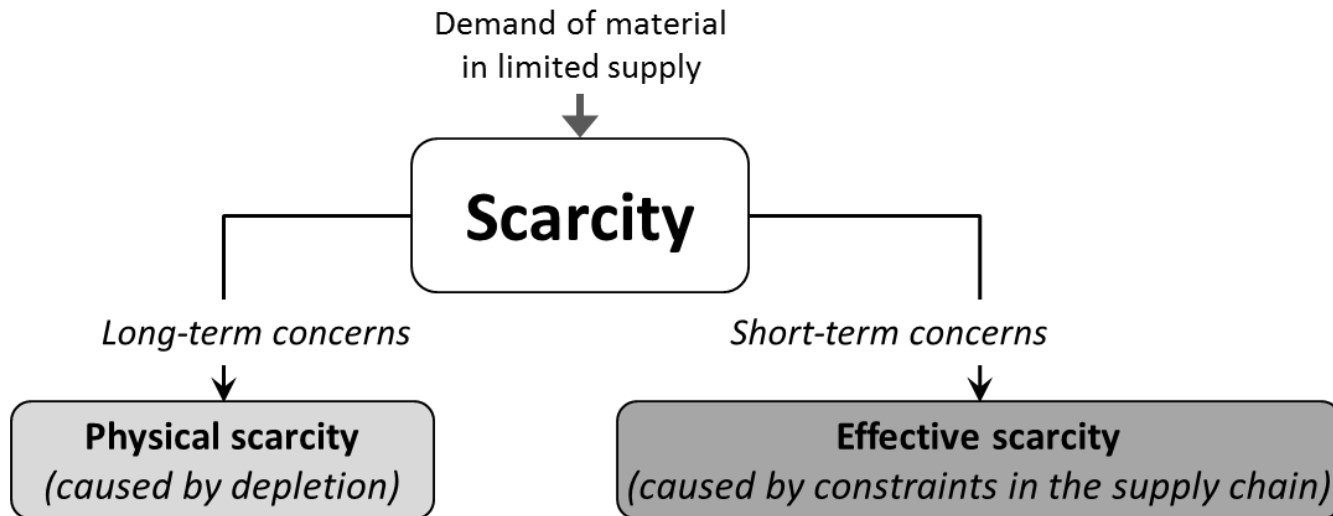 Demand of material
in limited supply
Scarcity
Long-term concerns
Short-term concerns
Physical scarcity
(caused by depletion)
Effective scarcity
(caused by constraints in the supply chain)